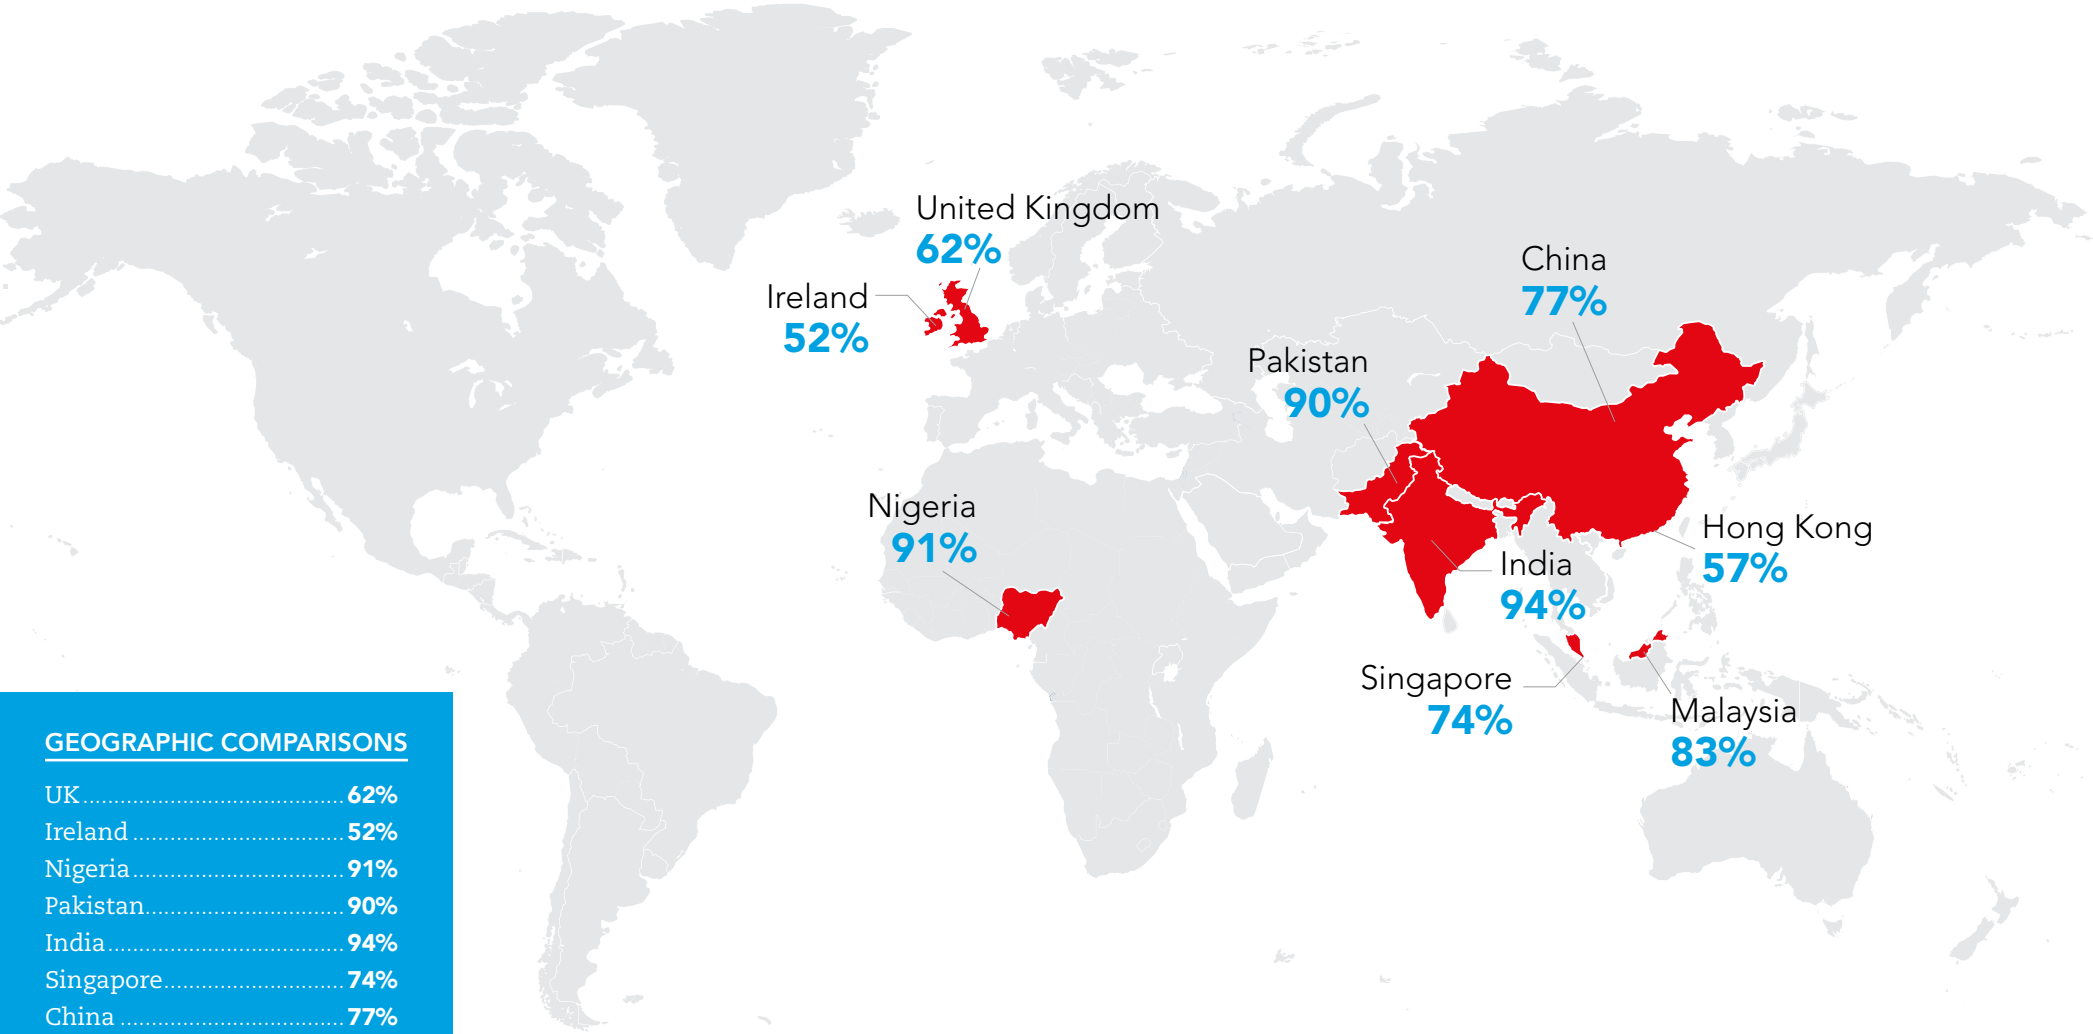 United Kingdom
62%
Ireland
52%
China
77%
Pakistan
90%
Nigeria
91%
Hong Kong
57%
India
94%
Singapore
74%
Malaysia
83%
GEOGRAPHIC COMPARISONS
UK 62%
Ireland 52%
Nigeria 91%
Pakistan 90%
India 94%
Singapore 74%
China 77%